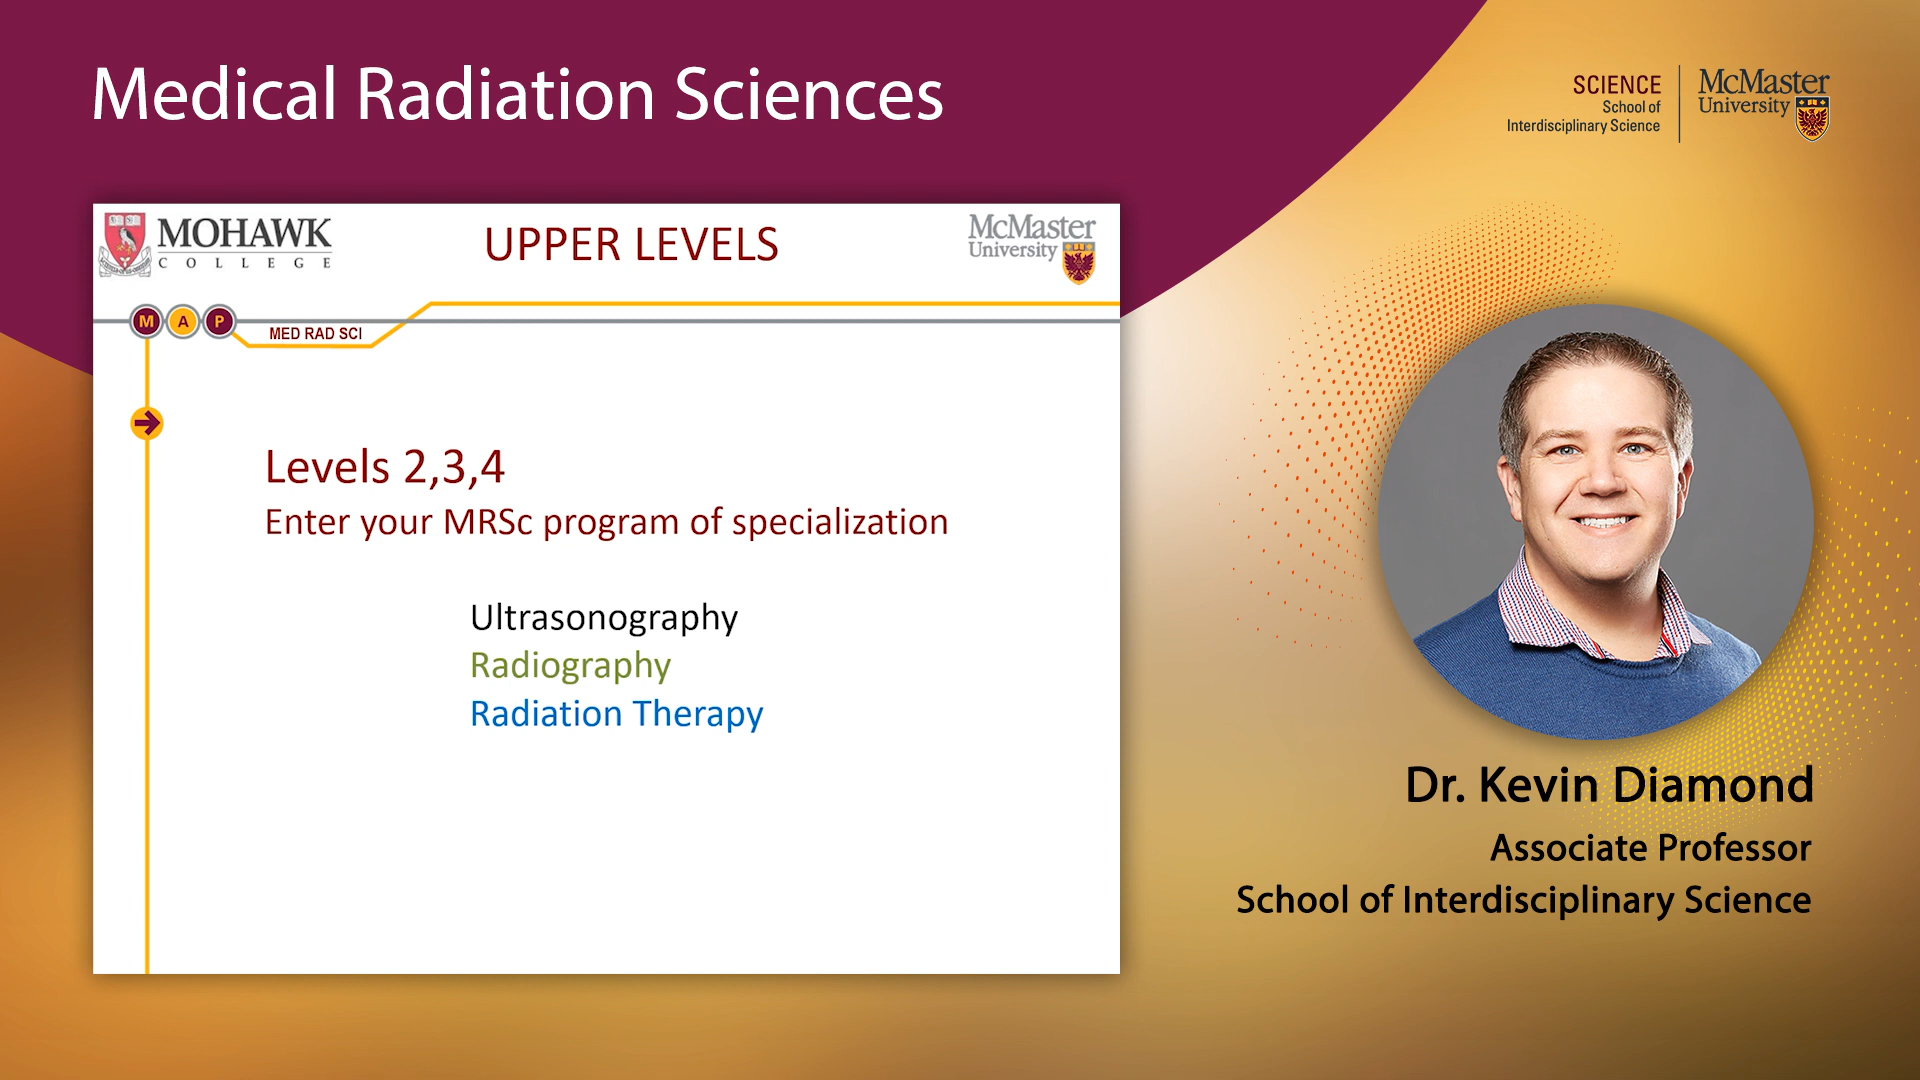 Medical Radiation Sciences
SCIENCE
School of
Interdisciplinary Science
McMaster
University
MOHAWK
COLLEGE
UPPER LEVELS
McMaster
University
M A P
MED RAD SCI
Levels 2,3,4
Enter your MRSc program of specialization
Ultrasonography
Radiography
Radiation Therapy
Dr. Kevin Diamond
Associate Professor
School of Interdisciplinary Science